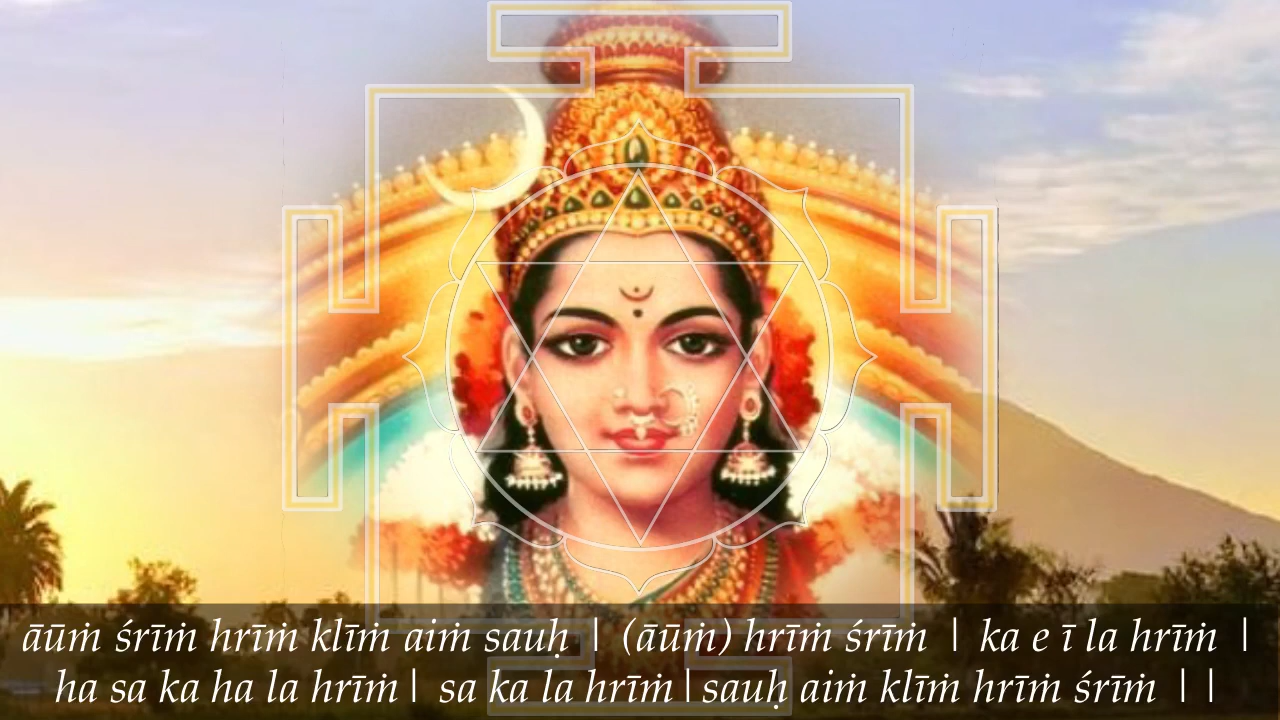 āūṁ śrīṁ hrīṁ klīṁ aiṁ sauḥ | (āūṁ) hrīṁ śrīṁ | ka e ī la hrīṁ |
ha sa ka ha la hrīṁ| sa ka la hrīṁ|sauḥ aiṁ klīṁ hrīṁ śrīṁ ||